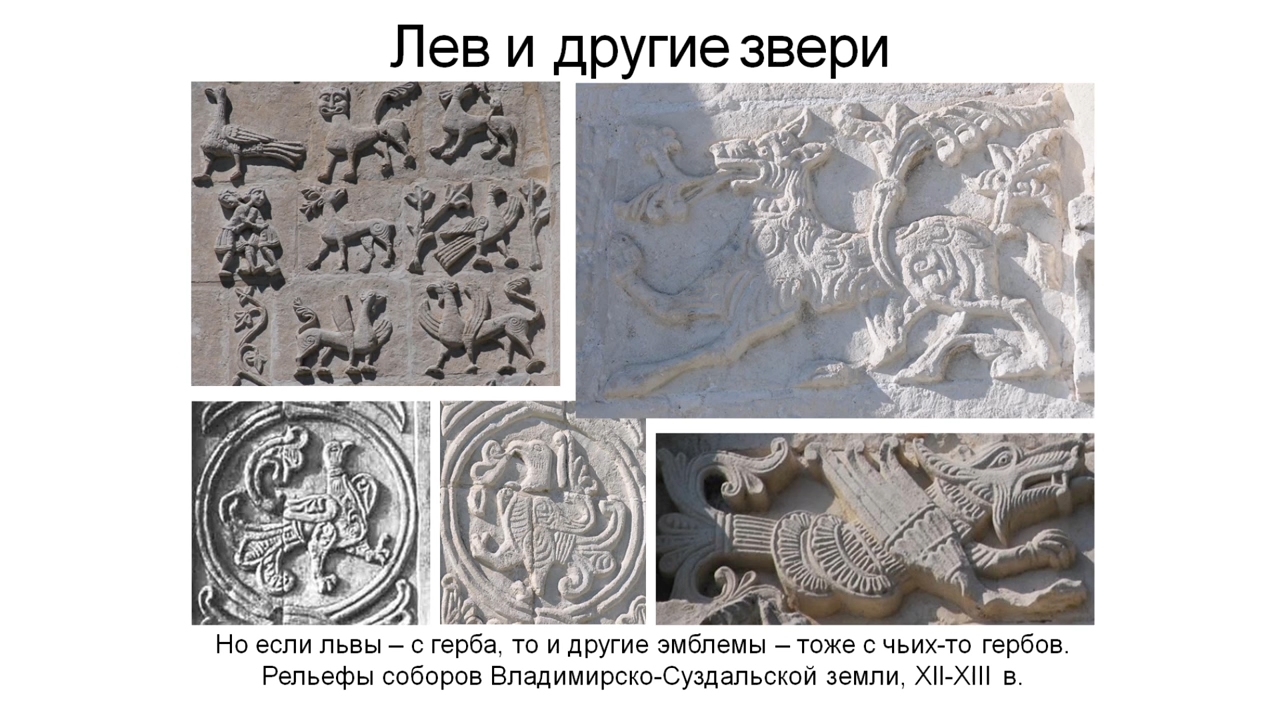 Лев и другие звери
Но если львы – с герба, то и другие эмблемы – тоже с чьих-то гербов.
Рельефы соборов Владимирско-Суздальской земли, XII-XIII в.